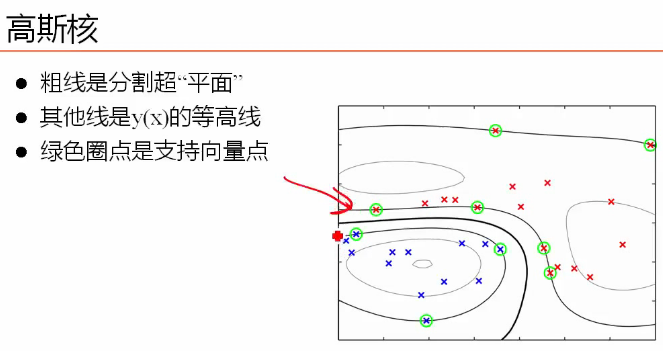 高斯核
● 粗线是分割超“平面”
● 其他线是y(x)的等高线
● 绿色圈点是支持向量点